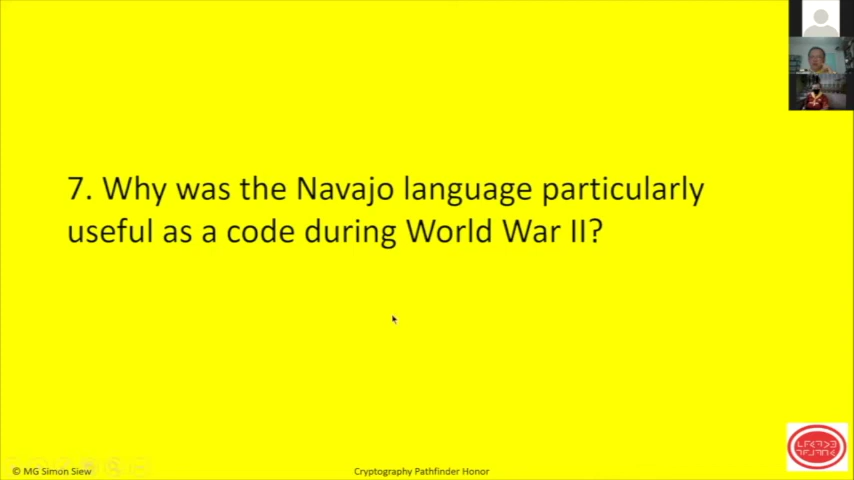 7. Why was the Navajo language particularly
useful as a code during World War II?
© MG Simon Siew
Cryptography Pathfinder Honor